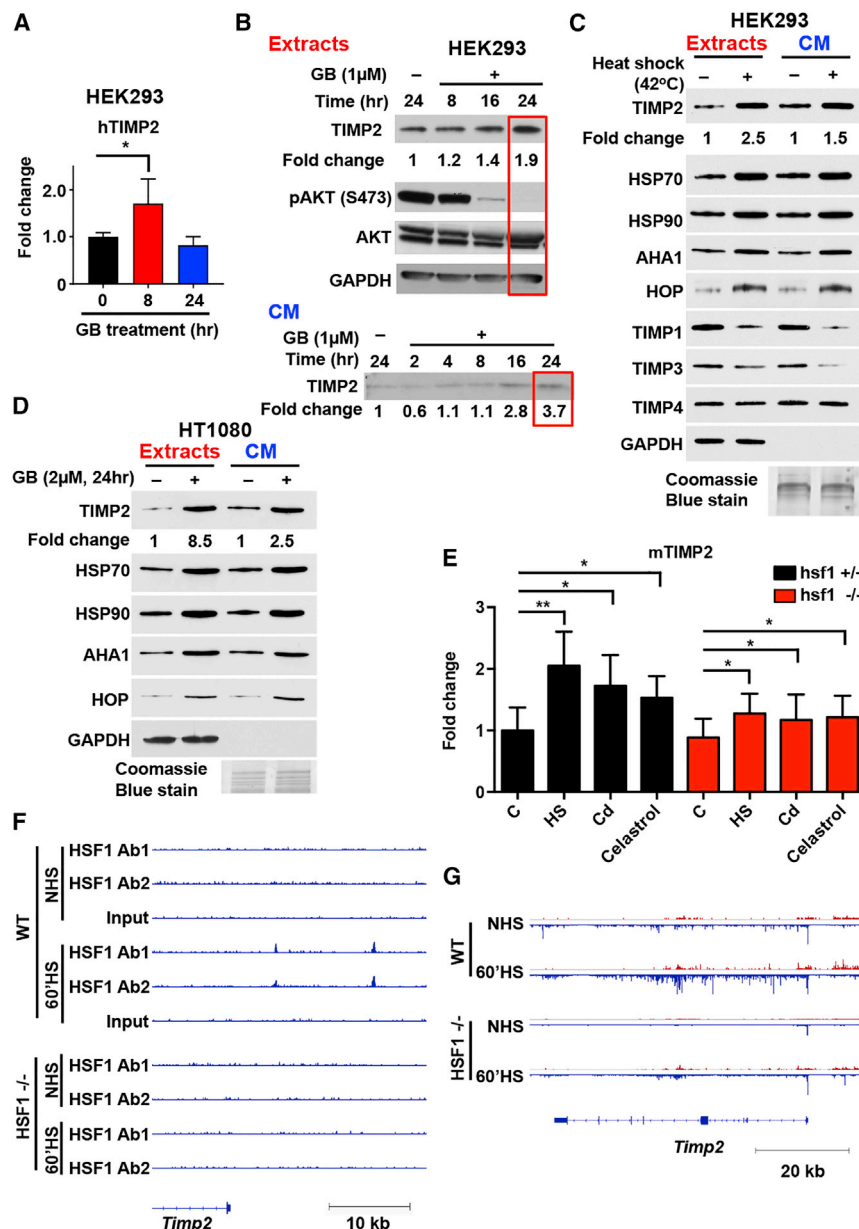 A
HEK293
hTIMP2
*
Fold change
2.0
1.0
0
0 8 24
GB treatment (hr)
B
Extracts HEK293
GB (1μM) – +
Time (hr) 24 8 16 24
TIMP2
Fold change 1 1.2 1.4 1.9
pAKT (S473)
AKT
GAPDH
CM
GB (1μM) – +
Time (hr) 24 2 4 8 16 24
TIMP2
Fold change 1 0.6 1.1 1.1 2.8 3.7
C
HEK293
Extracts CM
Heat shock (42ºC) – + – +
TIMP2
Fold change 1 2.5 1 1.5
HSP70
HSP90
AHA1
HOP
TIMP1
TIMP3
TIMP4
GAPDH
Coomassie
Blue stain
D
HT1080
Extracts CM
GB (2μM, 24hr) – + – +
TIMP2
Fold change 1 8.5 1 2.5
HSP70
HSP90
AHA1
HOP
GAPDH
Coomassie
Blue stain
E
mTIMP2
hsf1 +/-
hsf1 -/-
*
*
**
*
*
*
Fold change
3
2
1
0
C HS Cd Celastrol C HS Cd Celastrol
F
WT
NHS
HSF1 Ab1
HSF1 Ab2
Input
60'HS
HSF1 Ab1
HSF1 Ab2
Input
HSF1 -/-
NHS
HSF1 Ab1
HSF1 Ab2
60'HS
HSF1 Ab1
HSF1 Ab2
Timp2
10 kb
G
WT
NHS
60'HS
HSF1 -/-
NHS
60'HS
Timp2
20 kb